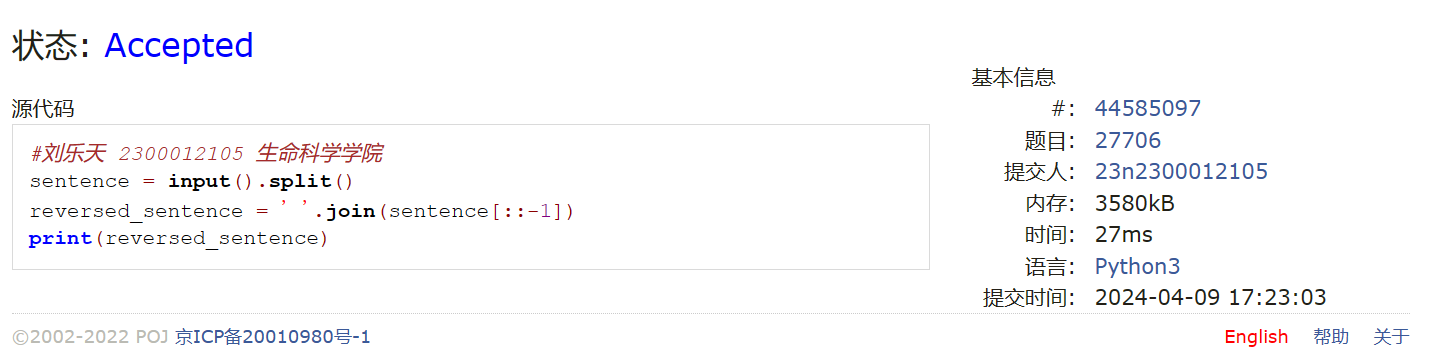 状态: Accepted
源代码
#刘乐天 2300012105 生命科学学院
sentence = input().split()
reversed_sentence = ' '.join(sentence[::-1])
print(reversed_sentence)
基本信息
#: 44585097
题目: 27706
提交人: 23n2300012105
内存: 3580kB
时间: 27ms
语言: Python3
提交时间: 2024-04-09 17:23:03
©2002-2022 POJ 京ICP备20010980号-1
English 帮助 关于